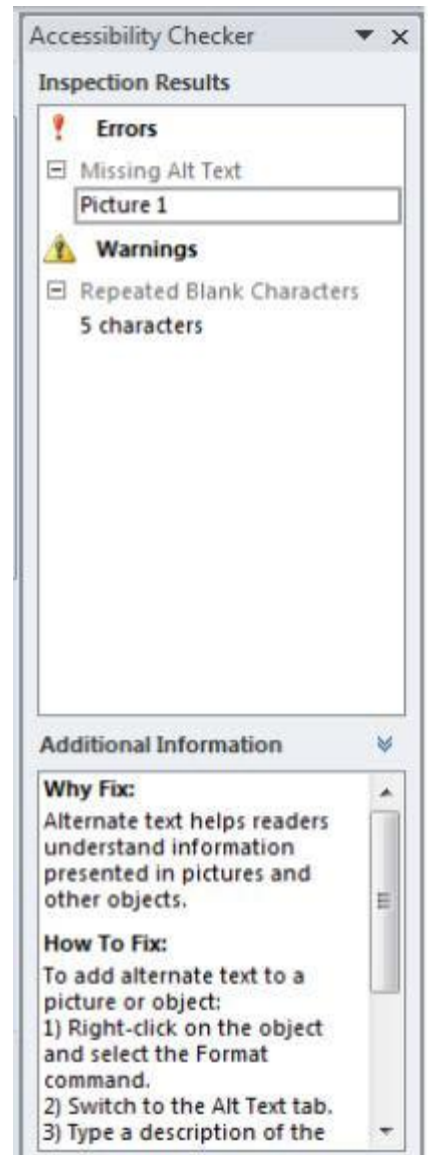 Accessibility Checker
Inspection Results
Errors
Missing Alt Text
Picture 1
Warnings
Repeated Blank Characters
5 characters
Additional Information
Why Fix:
Alternate text helps readers
understand information
presented in pictures and
other objects.
How To Fix:
To add alternate text to a
picture or object:
1) Right-click on the object
and select the Format
command.
2) Switch to the Alt Text tab.
3) Type a description of the